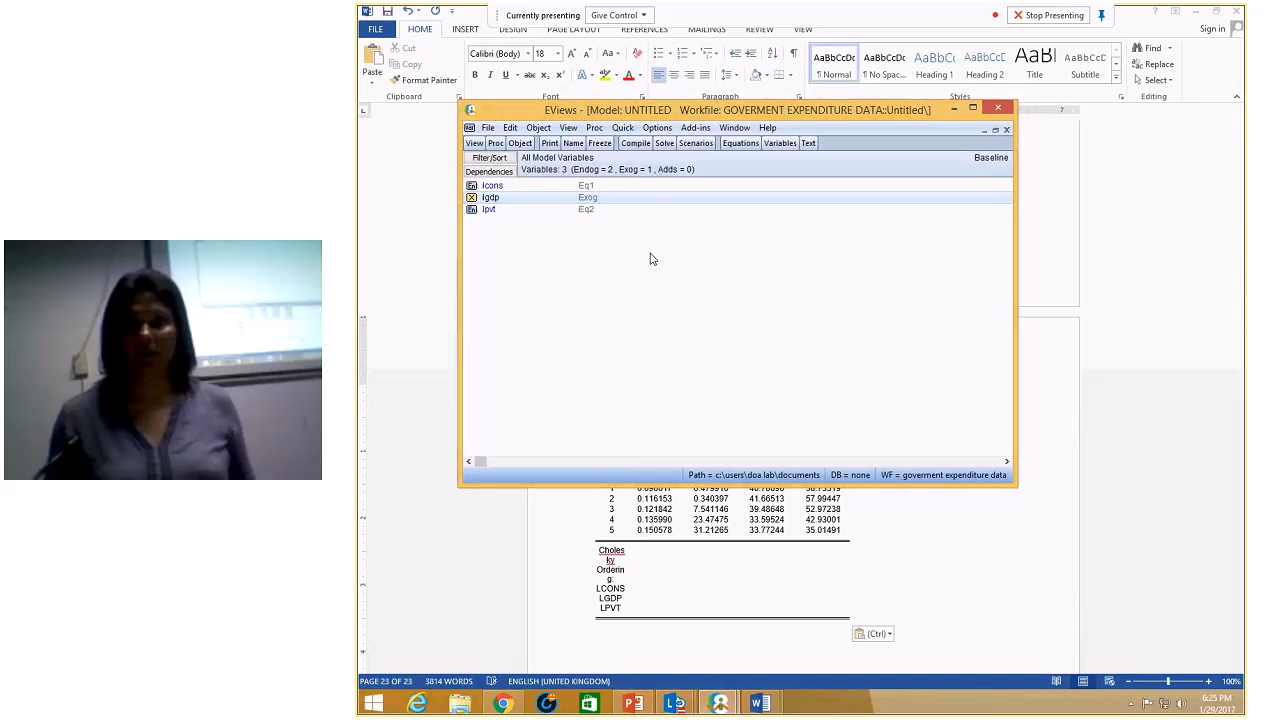 Currently presenting Give Control Stop Presenting
FILE HOME INSERT DESIGN PAGE LAYOUT REFERENCES MAILINGS REVIEW VIEW Sign in
Cut
Copy
Paste
Format Painter
Calibri (Body) 18
AaBbCcDc AaBbCcDc AaBbC AaBbCcD AaBl AaBbCcD
¶ Normal ¶ No Spac... Heading 1 Heading 2 Title Subtitle
Find
Replace
Select
Clipboard Paragraph Styles Editing
EViews - [Model: UNTITLED Workfile: GOVERMENT EXPENDITURE DATA::Untitled\]
File Edit Object View Proc Quick Options Add-ins Window Help
View Proc Object Print Name Freeze Compile Solve Scenarios Equations Variables Text
Filter/Sort All Model Variables Baseline
Dependencies Variables: 3 (Endog = 2 , Exog = 1 , Adds = 0)
En lcons Eq1
X lgdp Exog
En lpvt Eq2
Path = c:\users\doa lab\documents DB = none WF = goverment expenditure data
2 0.116153 0.340397 41.66513 57.99447
3 0.121842 7.541146 39.48648 52.97238
4 0.135990 23.47475 33.59524 42.93001
5 0.150578 31.21265 33.77244 35.01491
Choles
ky
Orderin
g:
LCONS
LGDP
LPVT
(Ctrl)
PAGE 23 OF 23 3814 WORDS ENGLISH (UNITED KINGDOM) 100%
6:25 PM
1/29/2017